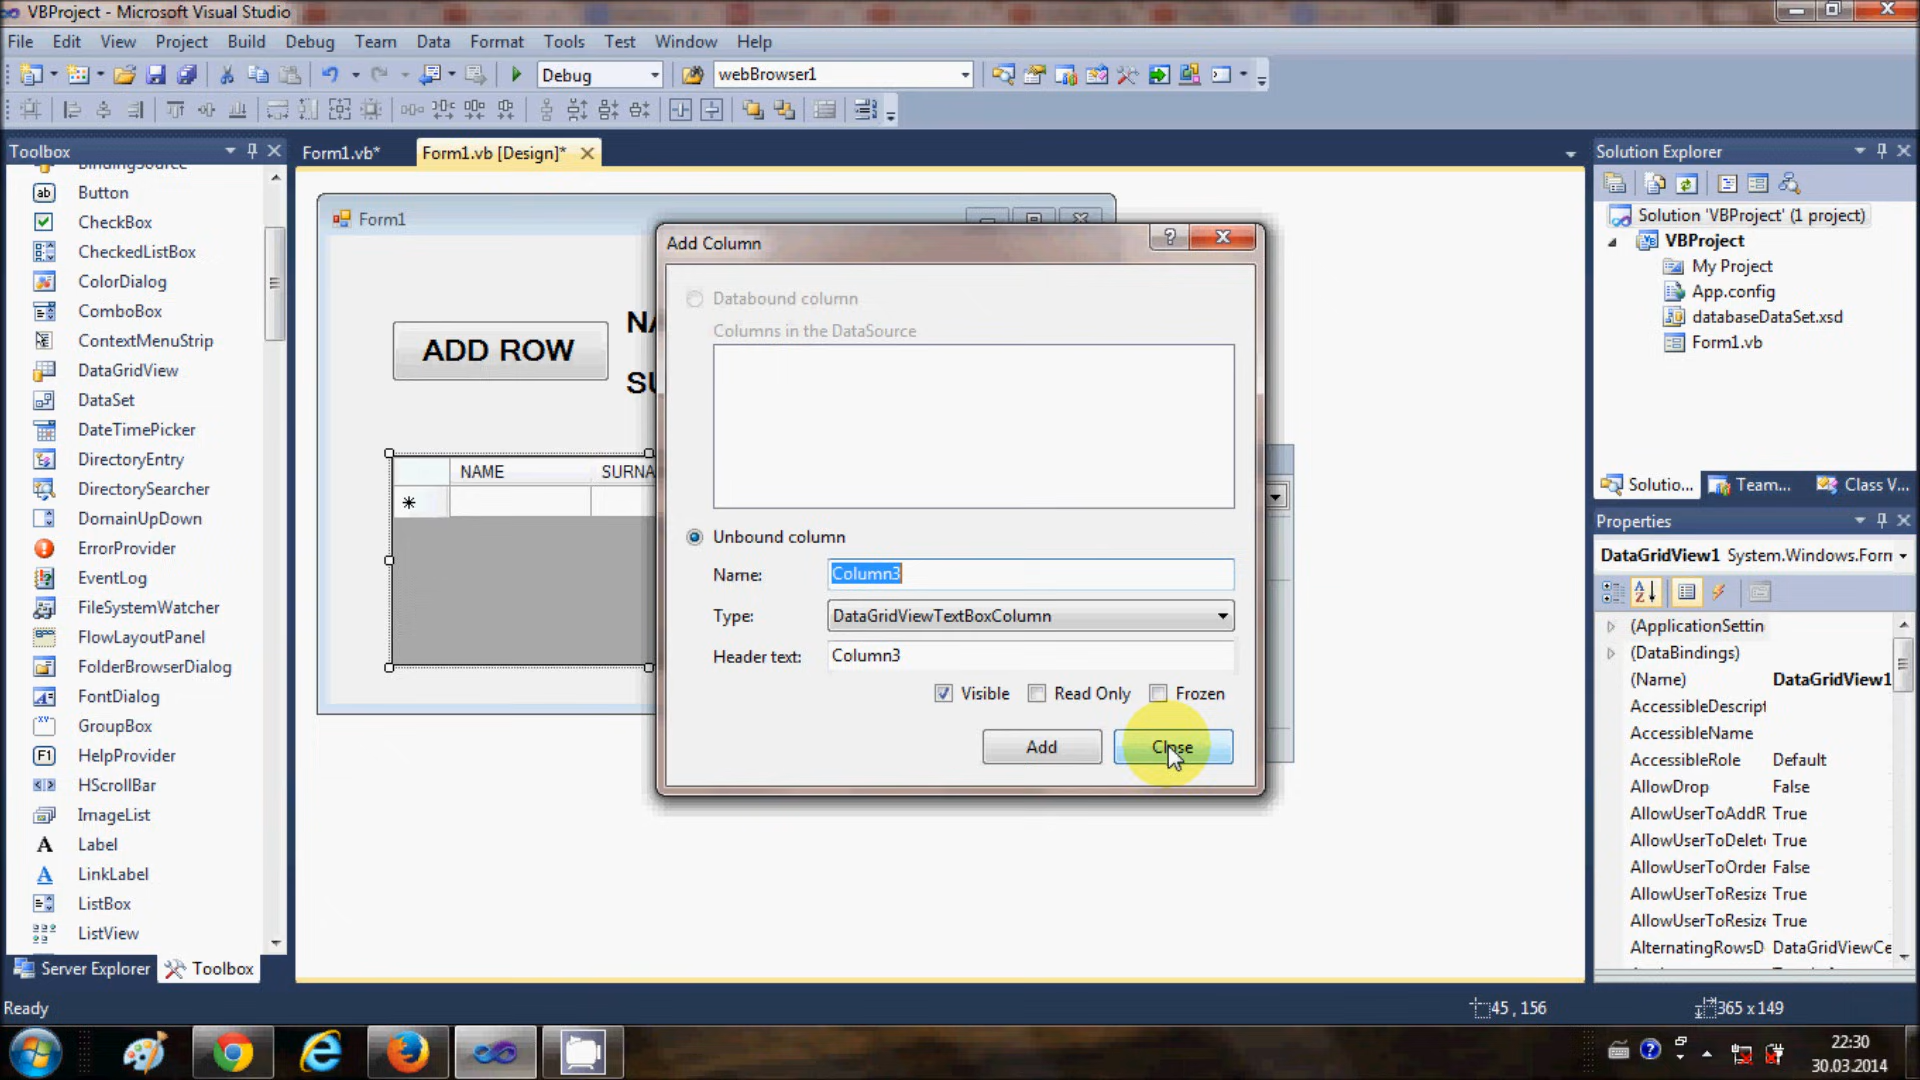 VBProject - Microsoft Visual Studio
File Edit View Project Build Debug Team Data Format Tools Test Window Help
Debug webBrowser1
Toolbox
Form1.vb* Form1.vb [Design]*
Solution Explorer
Button
CheckBox
CheckedListBox
ColorDialog
ComboBox
ContextMenuStrip
DataGridView
DataSet
DateTimePicker
DirectoryEntry
DirectorySearcher
DomainUpDown
ErrorProvider
EventLog
FileSystemWatcher
FlowLayoutPanel
FolderBrowserDialog
FontDialog
GroupBox
HelpProvider
HScrollBar
ImageList
Label
LinkLabel
ListBox
ListView
Server Explorer Toolbox
Form1
ADD ROW
NAME SURNA
Add Column
Databound column
Columns in the DataSource
Unbound column
Name: Column3
Type: DataGridViewTextBoxColumn
Header text: Column3
Visible Read Only Frozen
Add Close
Solution 'VBProject' (1 project)
VBProject
My Project
App.config
databaseDataSet.xsd
Form1.vb
Solutio... Team... Class V...
Properties
DataGridView1 System.Windows.Form
(ApplicationSettin
(DataBindings)
(Name) DataGridView1
AccessibleDescript
AccessibleName
AccessibleRole Default
AllowDrop False
AllowUserToAddR True
AllowUserToDelet True
AllowUserToOrder False
AllowUserToResize True
AllowUserToResize True
AlternatingRowsD DataGridViewCe
Ready
45 , 156
365 x 149
22:30
30.03.2014